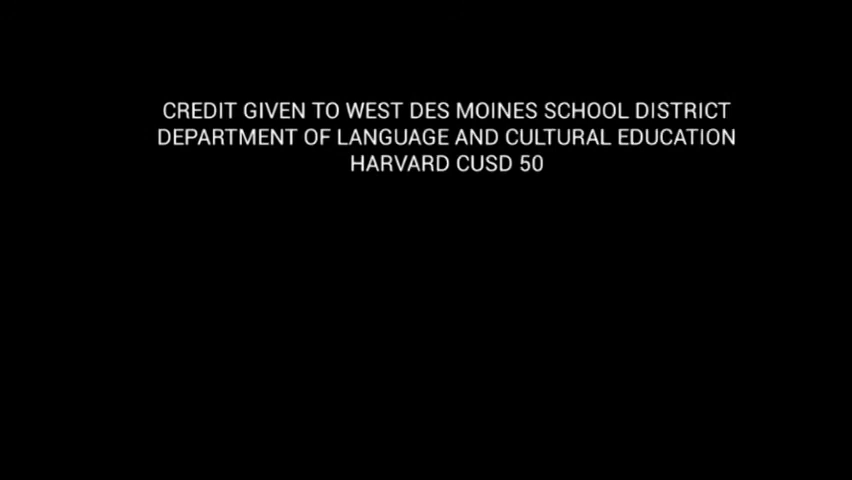 CREDIT GIVEN TO WEST DES MOINES SCHOOL DISTRICT
DEPARTMENT OF LANGUAGE AND CULTURAL EDUCATION
HARVARD CUSD 50